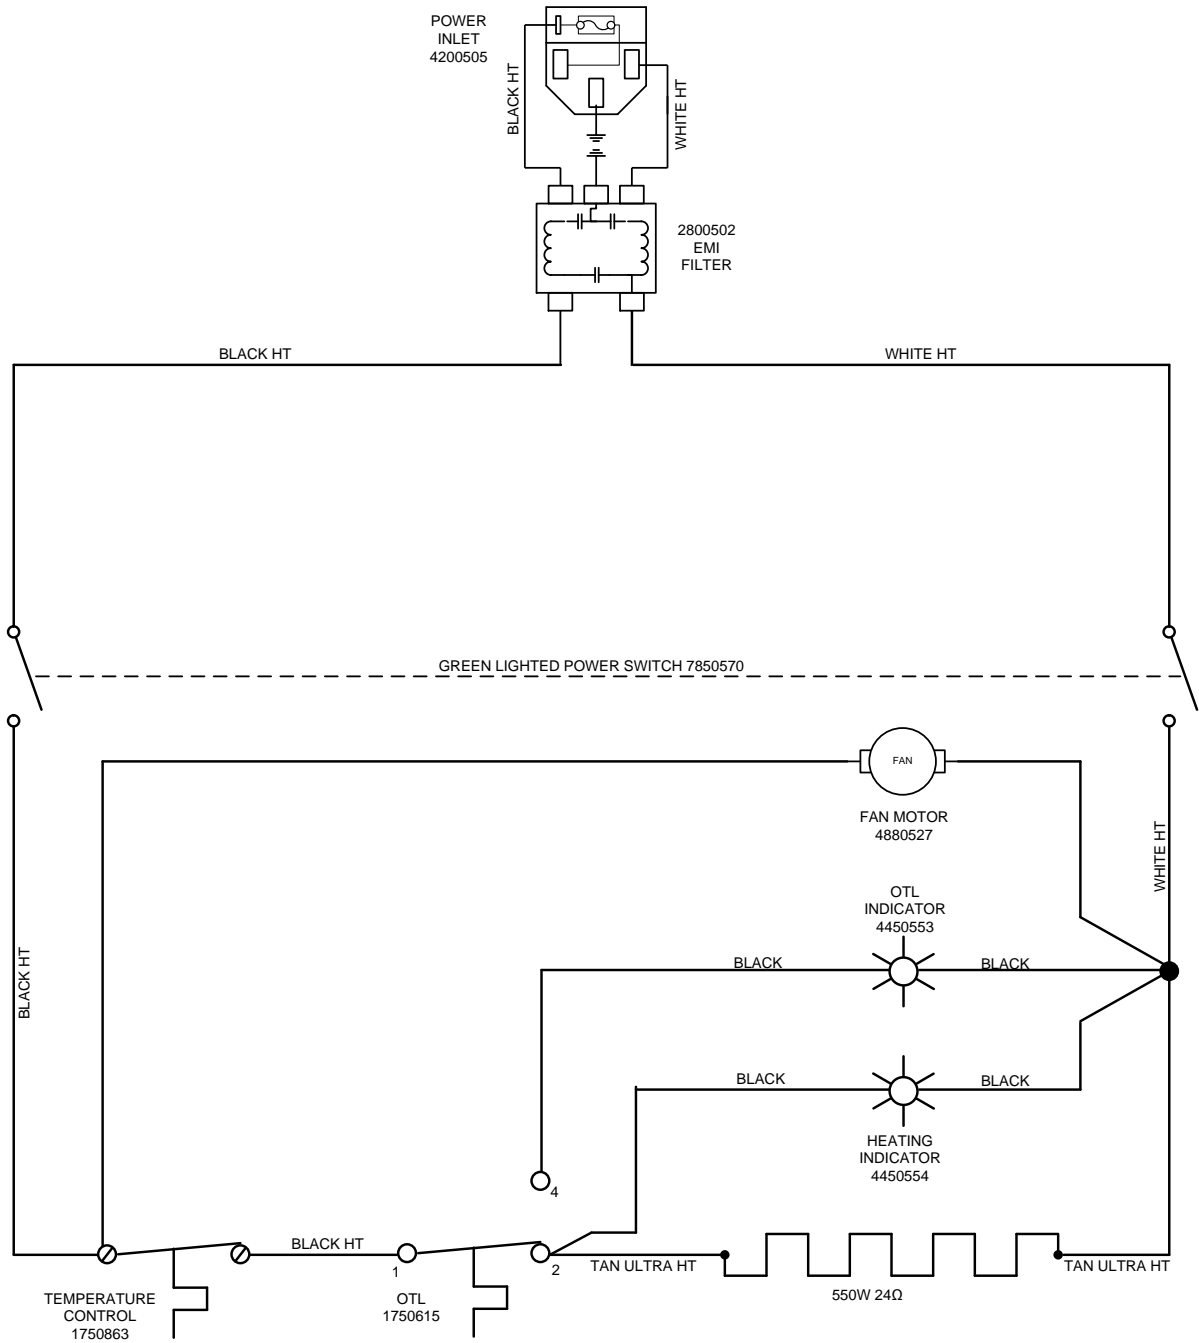 POWER
INLET
4200505
BLACK HT
WHITE HT
2800502
EMI
FILTER
BLACK HT
WHITE HT
GREEN LIGHTED POWER SWITCH 7850570
FAN
FAN MOTOR
4880527
WHITE HT
OTL
INDICATOR
4450553
BLACK HT
BLACK
BLACK
BLACK
BLACK
HEATING
INDICATOR
4450554
4
BLACK HT
1
2
TAN ULTRA HT
TAN ULTRA HT
550W 24Ω
TEMPERATURE
CONTROL
1750863
OTL
1750615